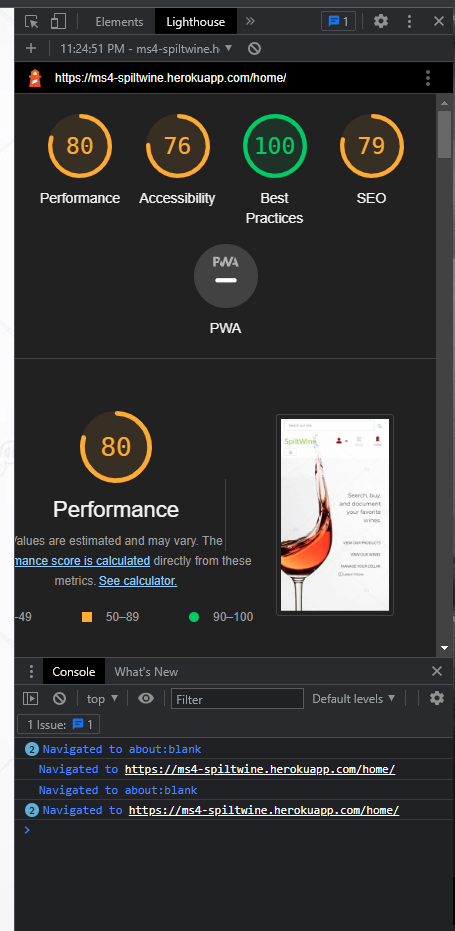 Elements Lighthouse » 1
11:24:51 PM - ms4-spiltwine.h
https://ms4-spiltwine.herokuapp.com/home/
80 76 100 79
Performance Accessibility Best Practices SEO
PWA
PWA
80
Performance
Values are estimated and may vary. The
mance score is calculated directly from these
metrics. See calculator.
-49 50–89 90–100
SpiltWine
Search, buy,
and document
your favorite
wines.
VIEW OUR PRODUCTS
VIEW OUR WINES
MANAGE YOUR CELLAR
Console What's New
top Filter Default levels
1 Issue: 1
2 Navigated to about:blank
Navigated to https://ms4-spiltwine.herokuapp.com/home/
Navigated to about:blank
2 Navigated to https://ms4-spiltwine.herokuapp.com/home/